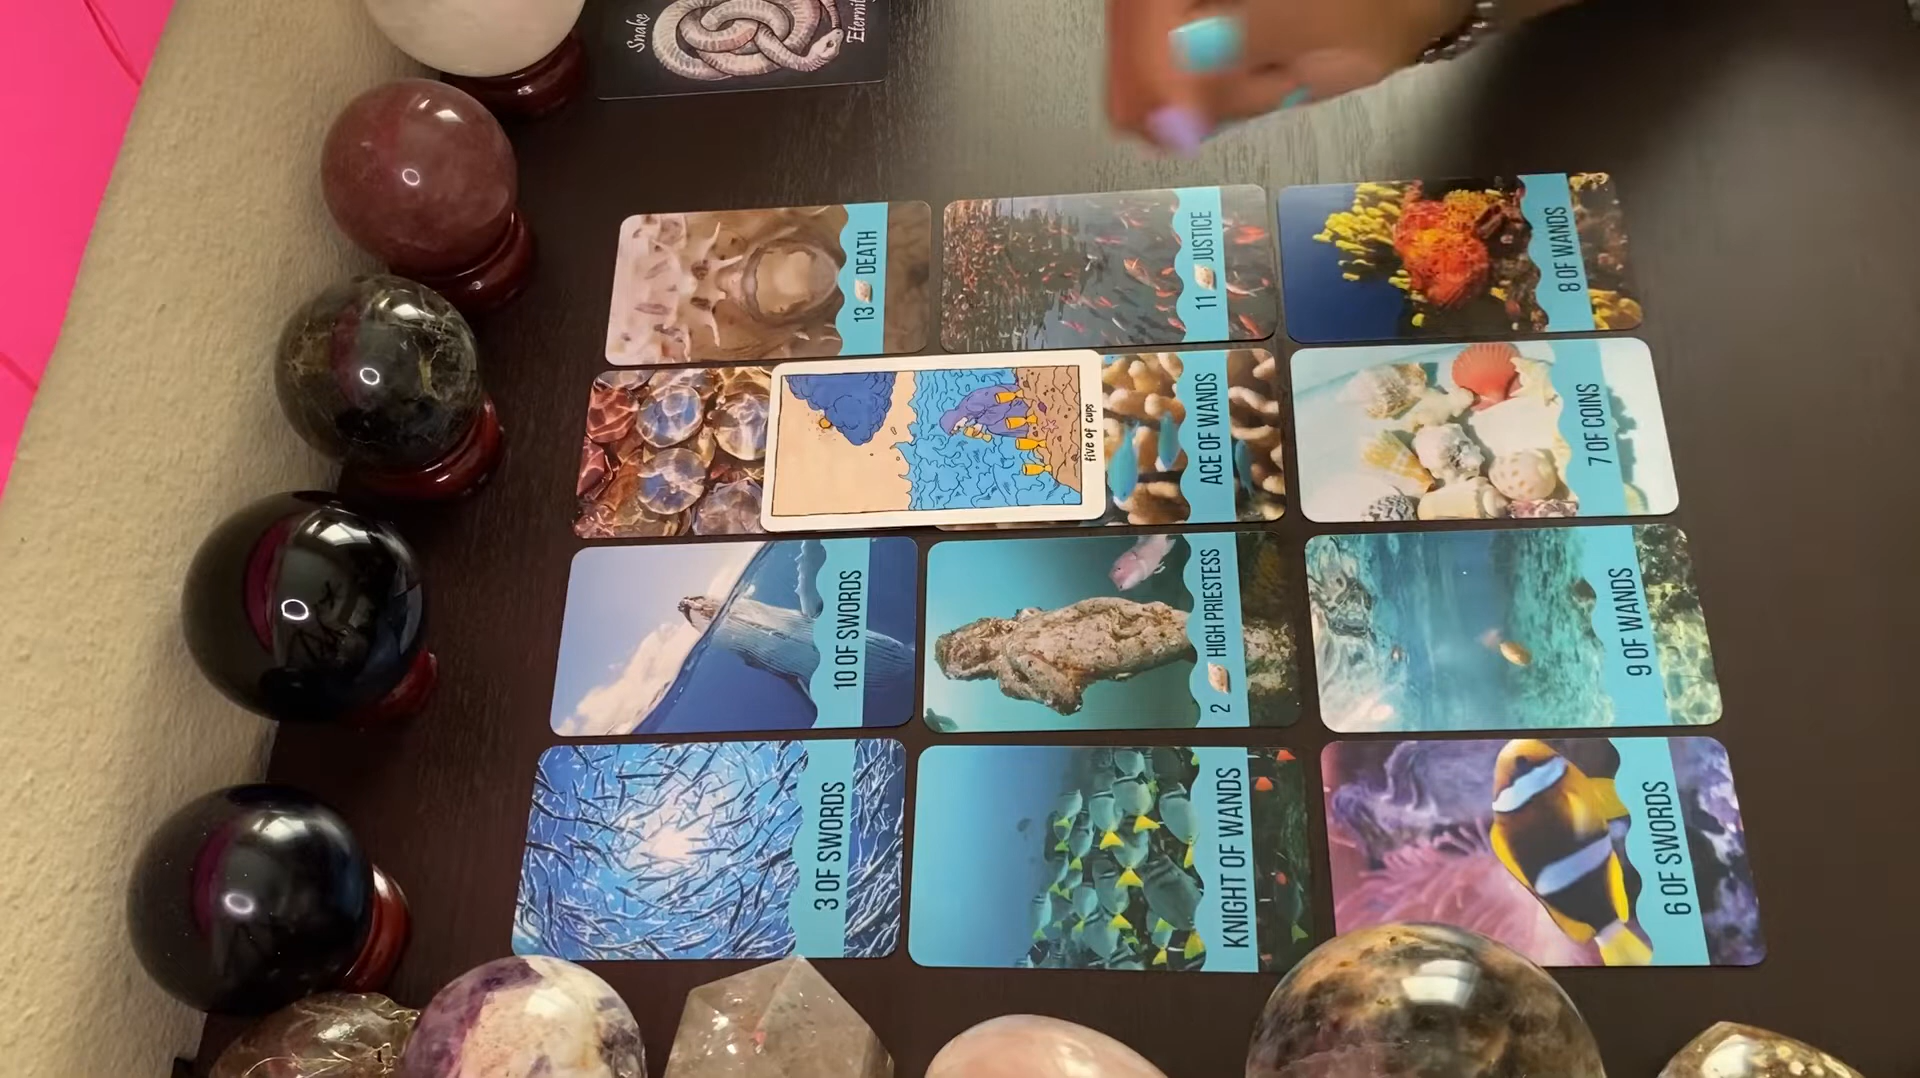 Snake
Eternity
13 DEATH
11 JUSTICE
8 OF WANDS
five of cups
ACE OF WANDS
7 OF COINS
10 OF SWORDS
2 HIGH PRIESTESS
9 OF WANDS
3 OF SWORDS
KNIGHT OF WANDS
6 OF SWORDS